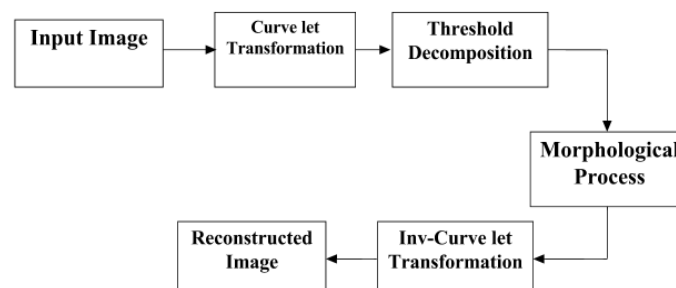 Input Image
Curve let
Transformation
Threshold
Decomposition
Morphological
Process
Inv-Curve let
Transformation
Reconstructed
Image